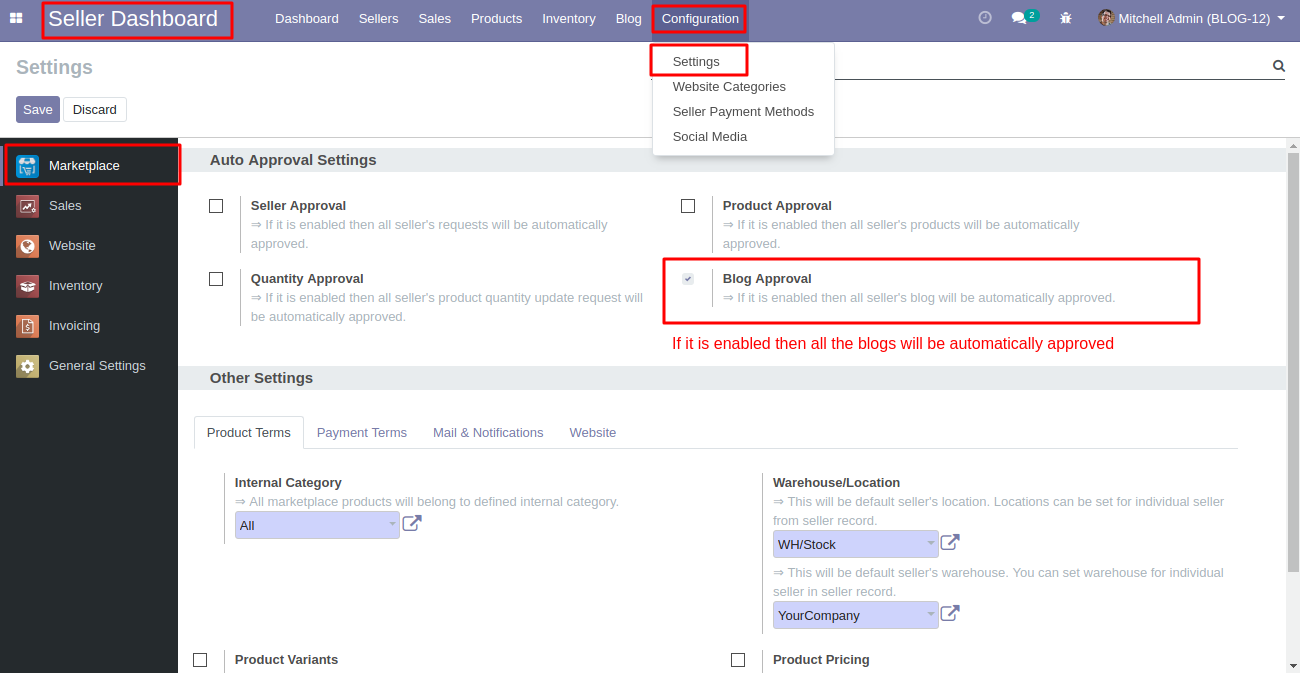 Seller Dashboard
Dashboard Sellers Sales Products Inventory Blog Configuration
2 Mitchell Admin (BLOG-12)
Settings
Settings
Website Categories
Seller Payment Methods
Social Media
Save Discard
Marketplace
Sales
Website
Inventory
Invoicing
General Settings
Auto Approval Settings
Seller Approval
⇒ If it is enabled then all seller's requests will be automatically
approved.
Product Approval
⇒ If it is enabled then all seller's products will be automatically
approved.
Quantity Approval
⇒ If it is enabled then all seller's product quantity update request will
be automatically approved.
Blog Approval
⇒ If it is enabled then all seller's blog will be automatically approved.
If it is enabled then all the blogs will be automatically approved
Other Settings
Product Terms Payment Terms Mail & Notifications Website
Internal Category
⇒ All marketplace products will belong to defined internal category.
All
Warehouse/Location
⇒ This will be default seller's location. Locations can be set for individual seller
from seller record.
WH/Stock
⇒ This will be default seller's warehouse. You can set warehouse for individual
seller in seller record.
YourCompany
Product Variants
Product Pricing